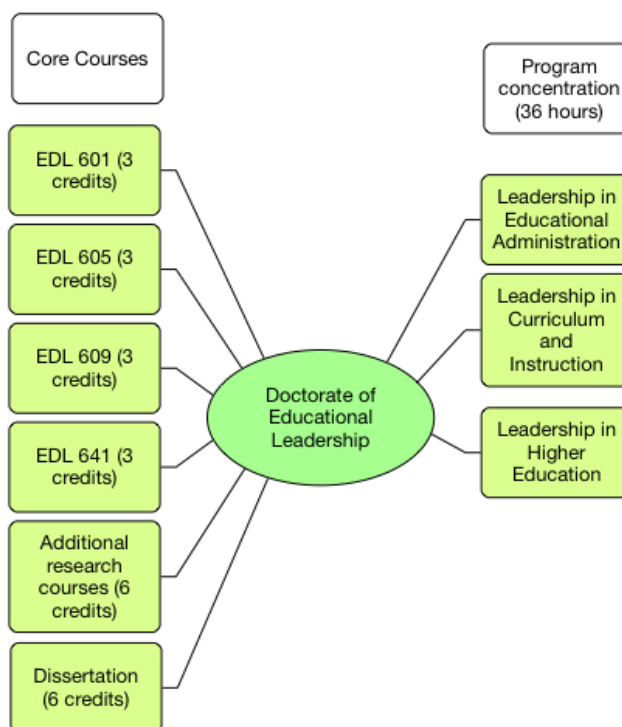 Core Courses
EDL 601 (3
credits)
EDL 605 (3
credits)
EDL 609 (3
credits)
EDL 641 (3
credits)
Additional
research
courses (6
credits)
Dissertation
(6 credits)
Doctorate of
Educational
Leadership
Program
concentration
(36 hours)
Leadership in
Educational
Administration
Leadership in
Curriculum
and
Instruction
Leadership in
Higher
Education